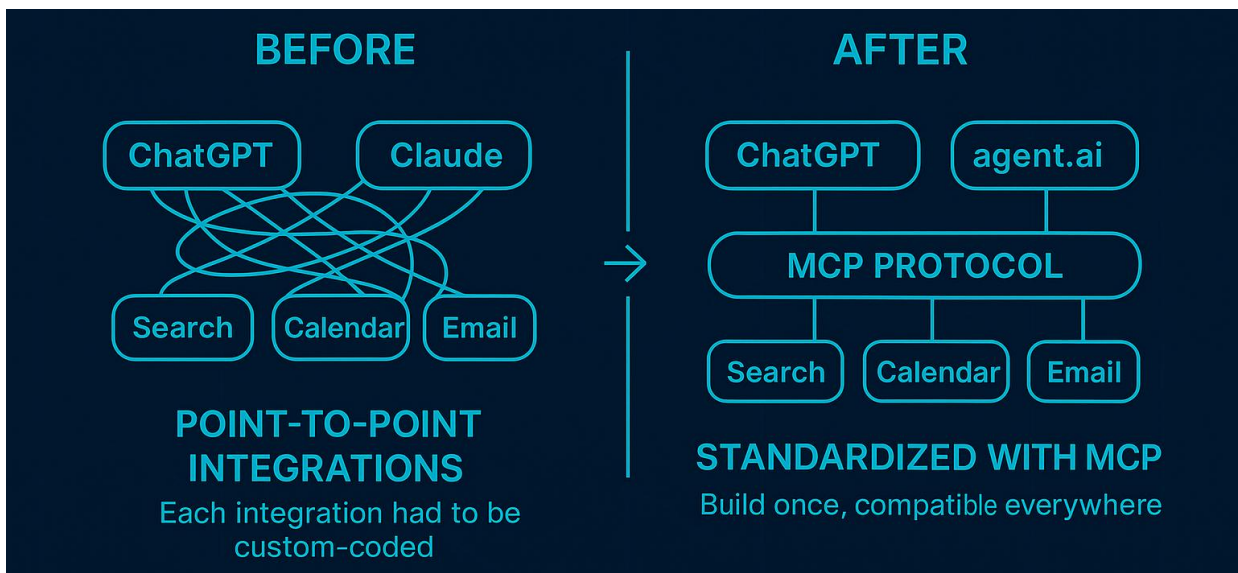 BEFORE
ChatGPT
Claude
Search
Calendar
Email
POINT-TO-POINT
INTEGRATIONS
Each integration had to be
custom-coded
AFTER
ChatGPT
agent.ai
MCP PROTOCOL
Search
Calendar
Email
STANDARDIZED WITH MCP
Build once, compatible everywhere